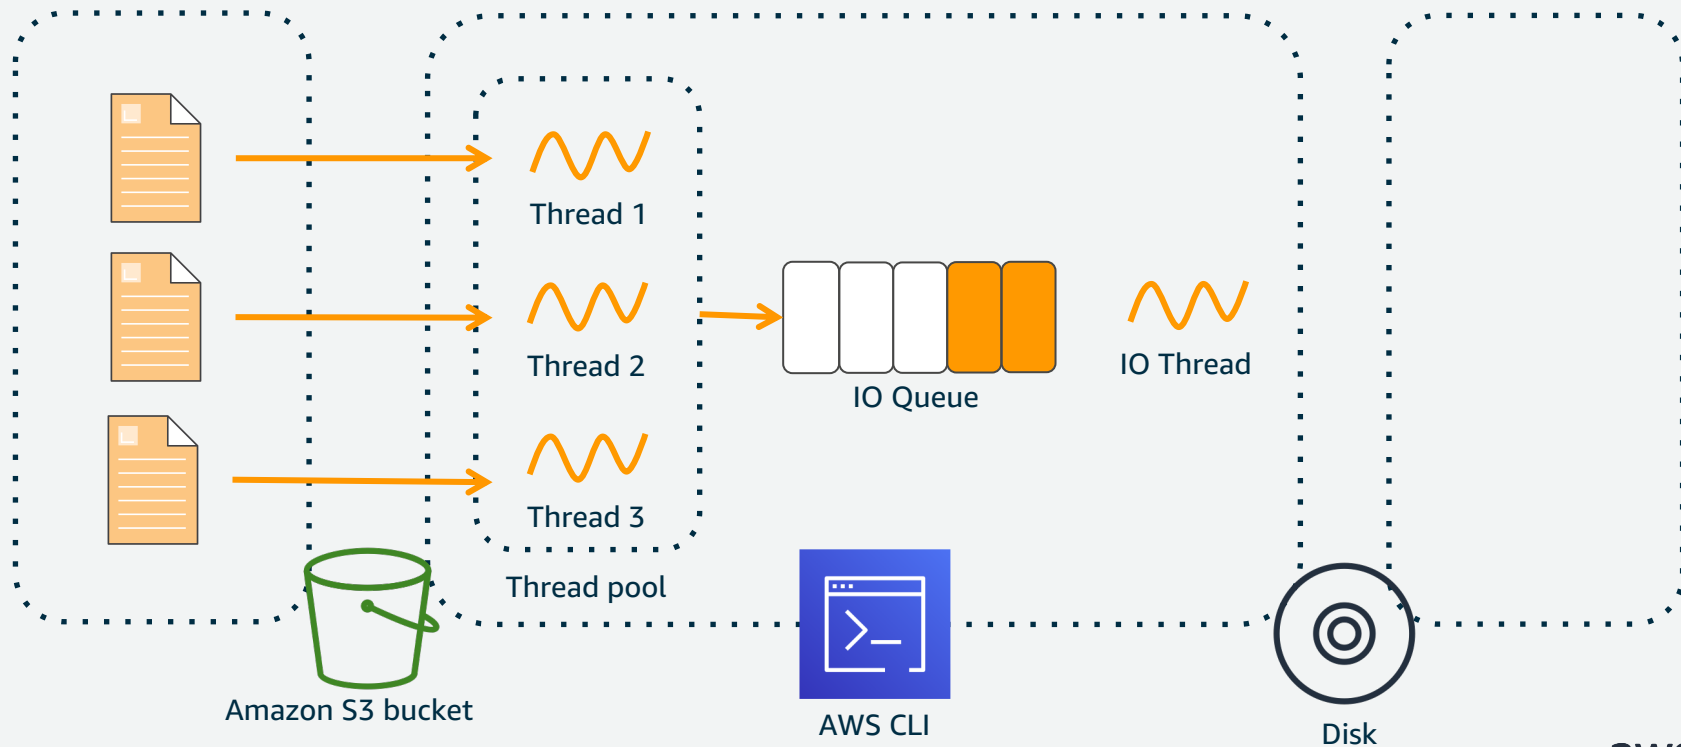 Thread 1
Thread 2
Thread 3
Thread pool
IO Queue
IO Thread
Amazon S3 bucket
AWS CLI
Disk